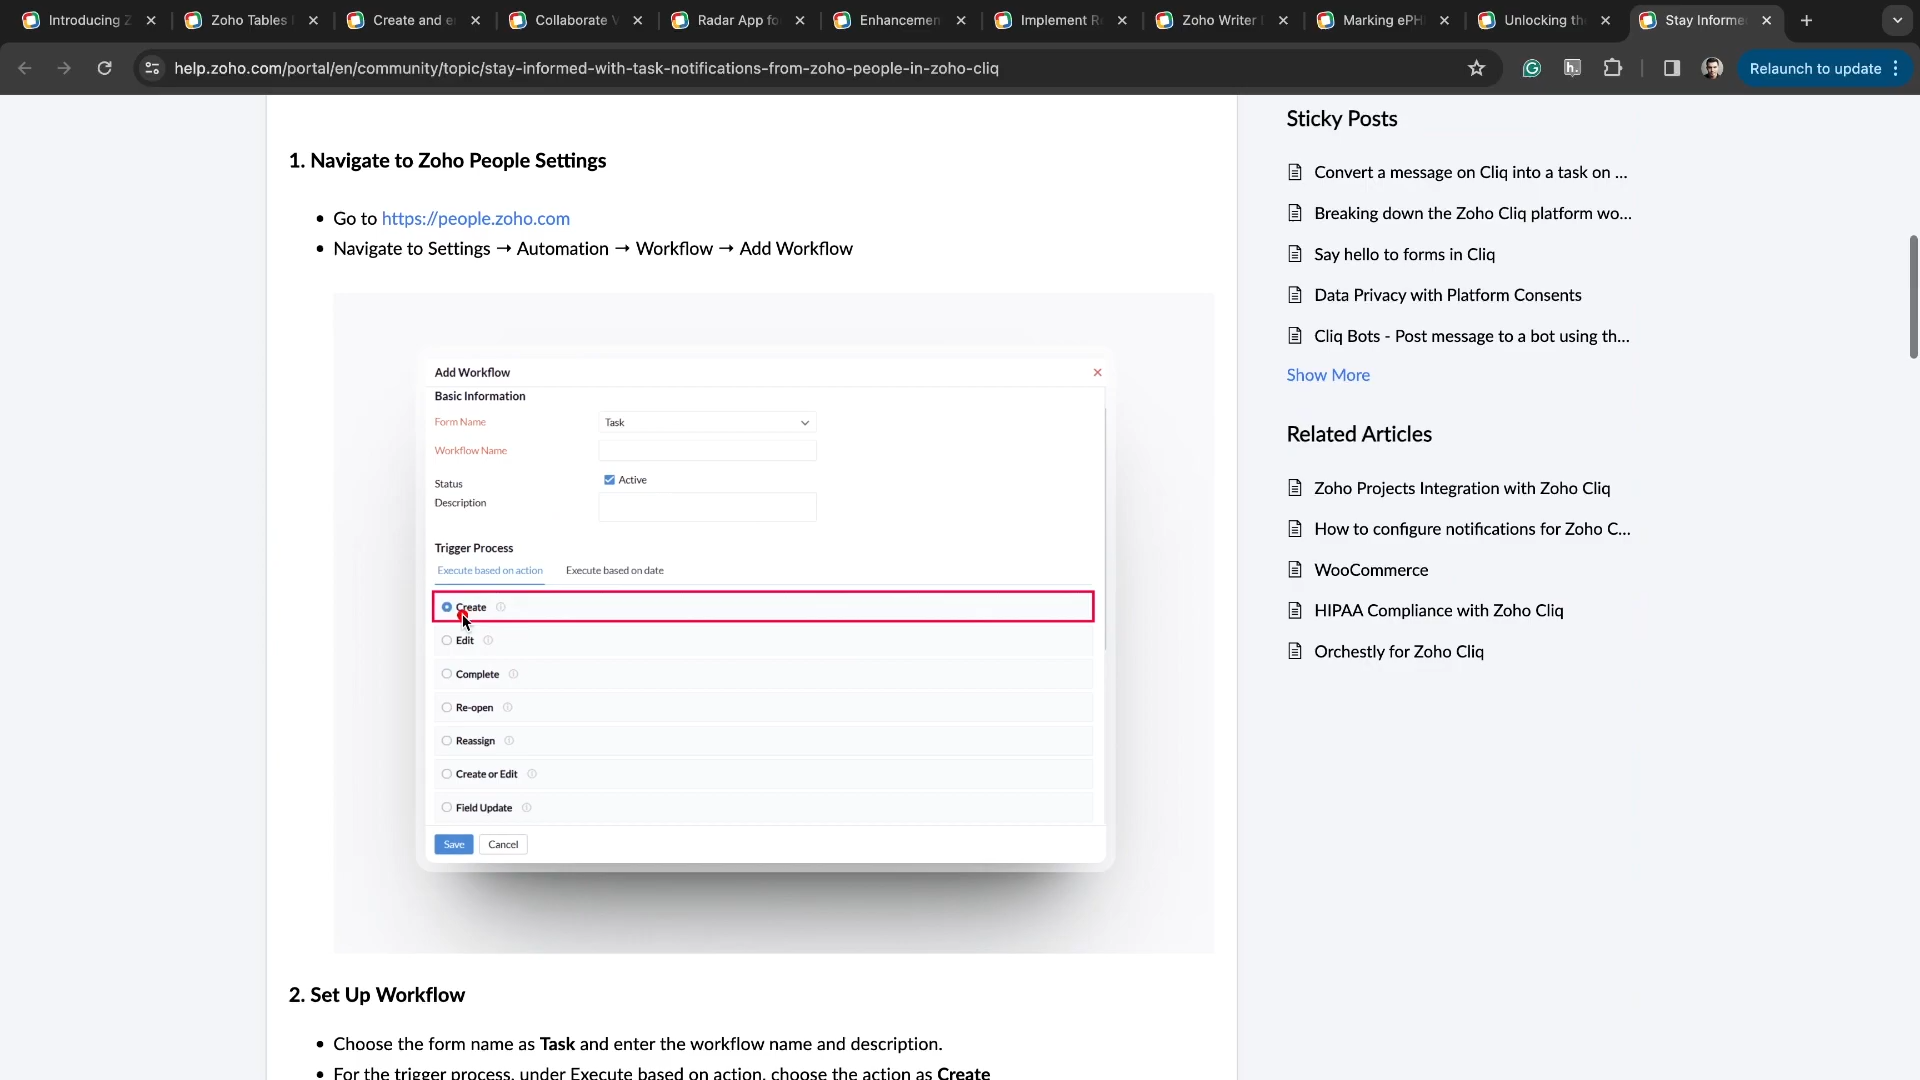 Introducing Z
Zoho Tables
Create and e
Collaborate
Radar App fo
Enhancemen
Implement R
Zoho Writer
Marking ePH
Unlocking th
Stay Informe
help.zoho.com/portal/en/community/topic/stay-informed-with-task-notifications-from-zoho-people-in-zoho-cliq
Relaunch to update
1. Navigate to Zoho People Settings
• Go to https://people.zoho.com
• Navigate to Settings → Automation → Workflow → Add Workflow
Add Workflow
Basic Information
Form Name
Task
Workflow Name
Status
Active
Description
Trigger Process
Execute based on action
Execute based on date
Create
Edit
Complete
Re-open
Reassign
Create or Edit
Field Update
Save
Cancel
2. Set Up Workflow
• Choose the form name as Task and enter the workflow name and description.
• For the trigger process, under Execute based on action, choose the action as Create
Sticky Posts
Convert a message on Cliq into a task on ...
Breaking down the Zoho Cliq platform wo...
Say hello to forms in Cliq
Data Privacy with Platform Consents
Cliq Bots - Post message to a bot using th...
Show More
Related Articles
Zoho Projects Integration with Zoho Cliq
How to configure notifications for Zoho C...
WooCommerce
HIPAA Compliance with Zoho Cliq
Orchestly for Zoho Cliq